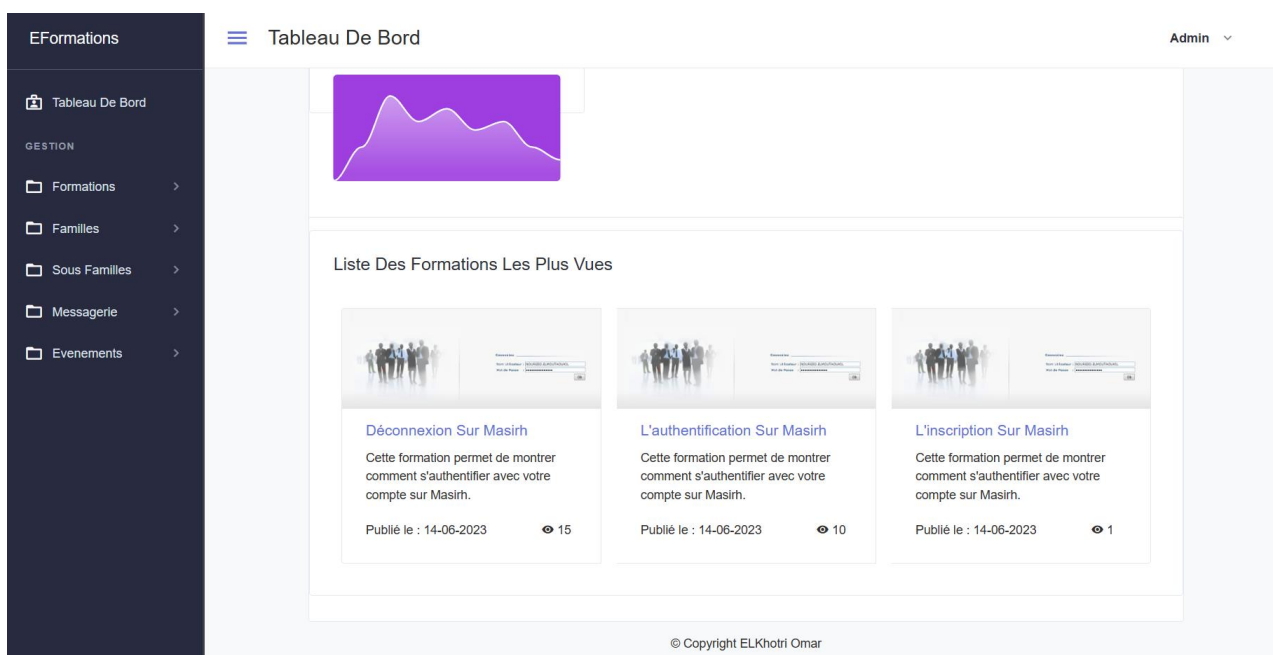 EFormations
Tableau De Bord
Admin
Tableau De Bord
GESTION
Formations
Familles
Sous Familles
Messagerie
Evenements
Liste Des Formations Les Plus Vues
Déconnexion Sur Masirh
Cette formation permet de montrer
comment s'authentifier avec votre
compte sur Masirh.
Publié le : 14-06-2023 15
L'authentification Sur Masirh
Cette formation permet de montrer
comment s'authentifier avec votre
compte sur Masirh.
Publié le : 14-06-2023 10
L'inscription Sur Masirh
Cette formation permet de montrer
comment s'authentifier avec votre
compte sur Masirh.
Publié le : 14-06-2023 1
© Copyright ELKhotri Omar